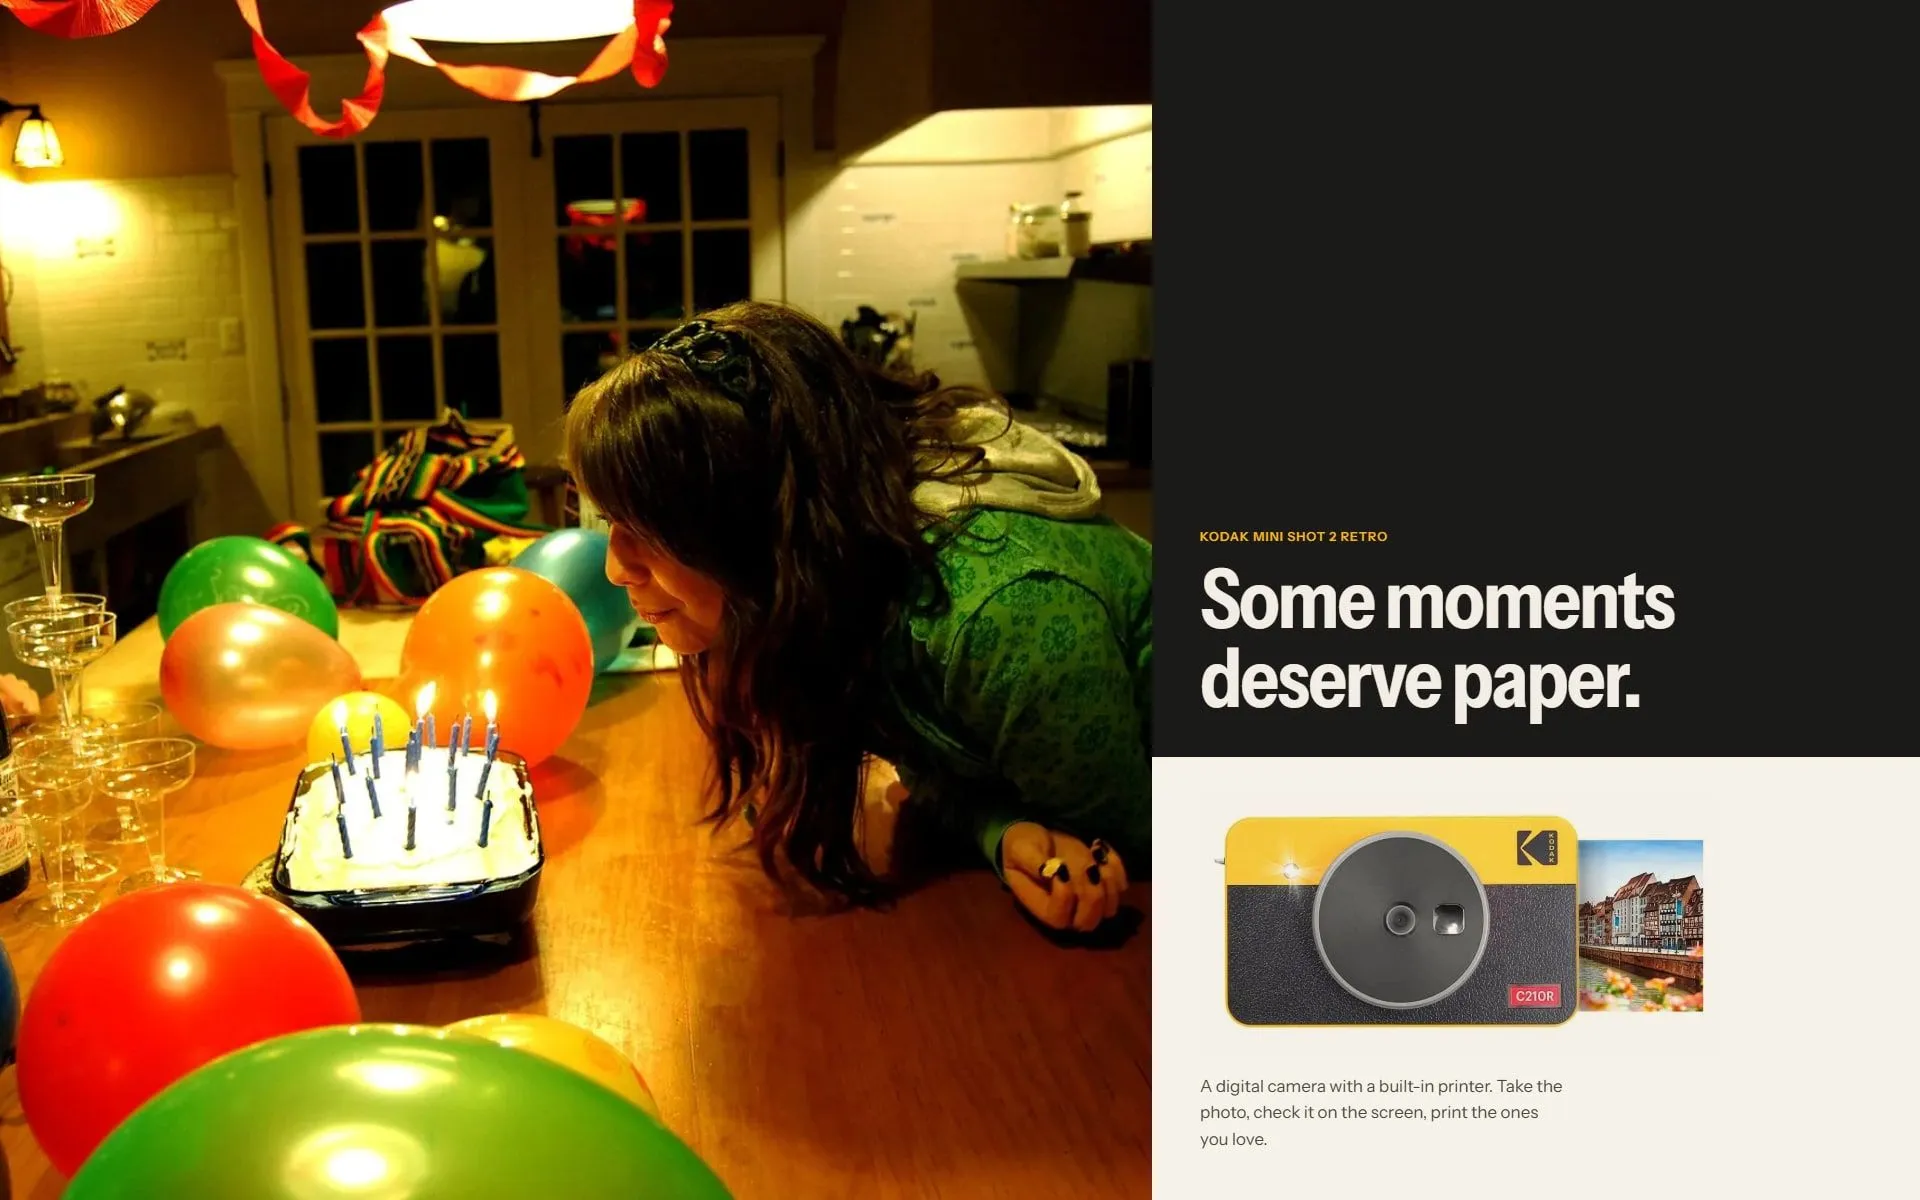 KODAK MINI SHOT 2 RETRO
Some moments
deserve paper.
KODAK
C210R
A digital camera with a built-in printer. Take the
photo, check it on the screen, print the ones
you love.